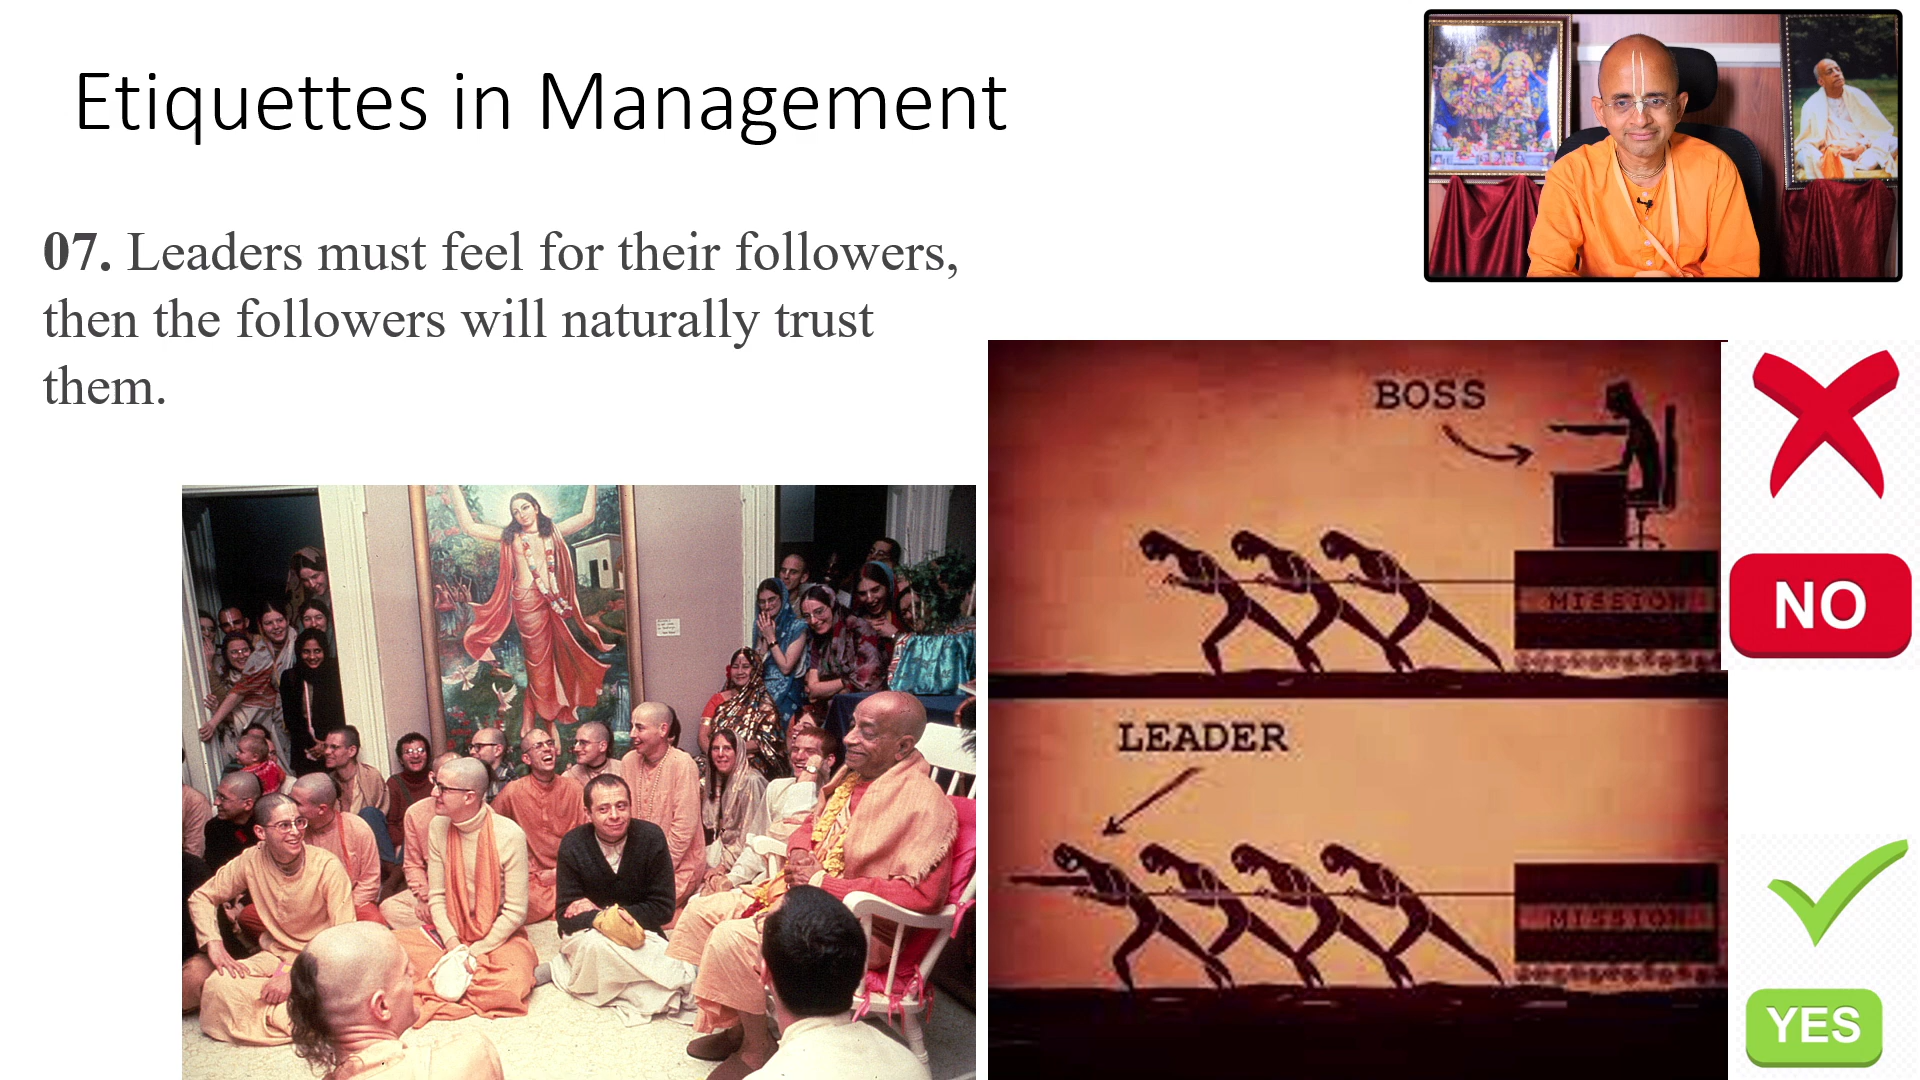 Etiquettes in Management
07. Leaders must feel for their followers,
then the followers will naturally trust
them.
BOSS
MISSION
NO
LEADER
MISSION
YES